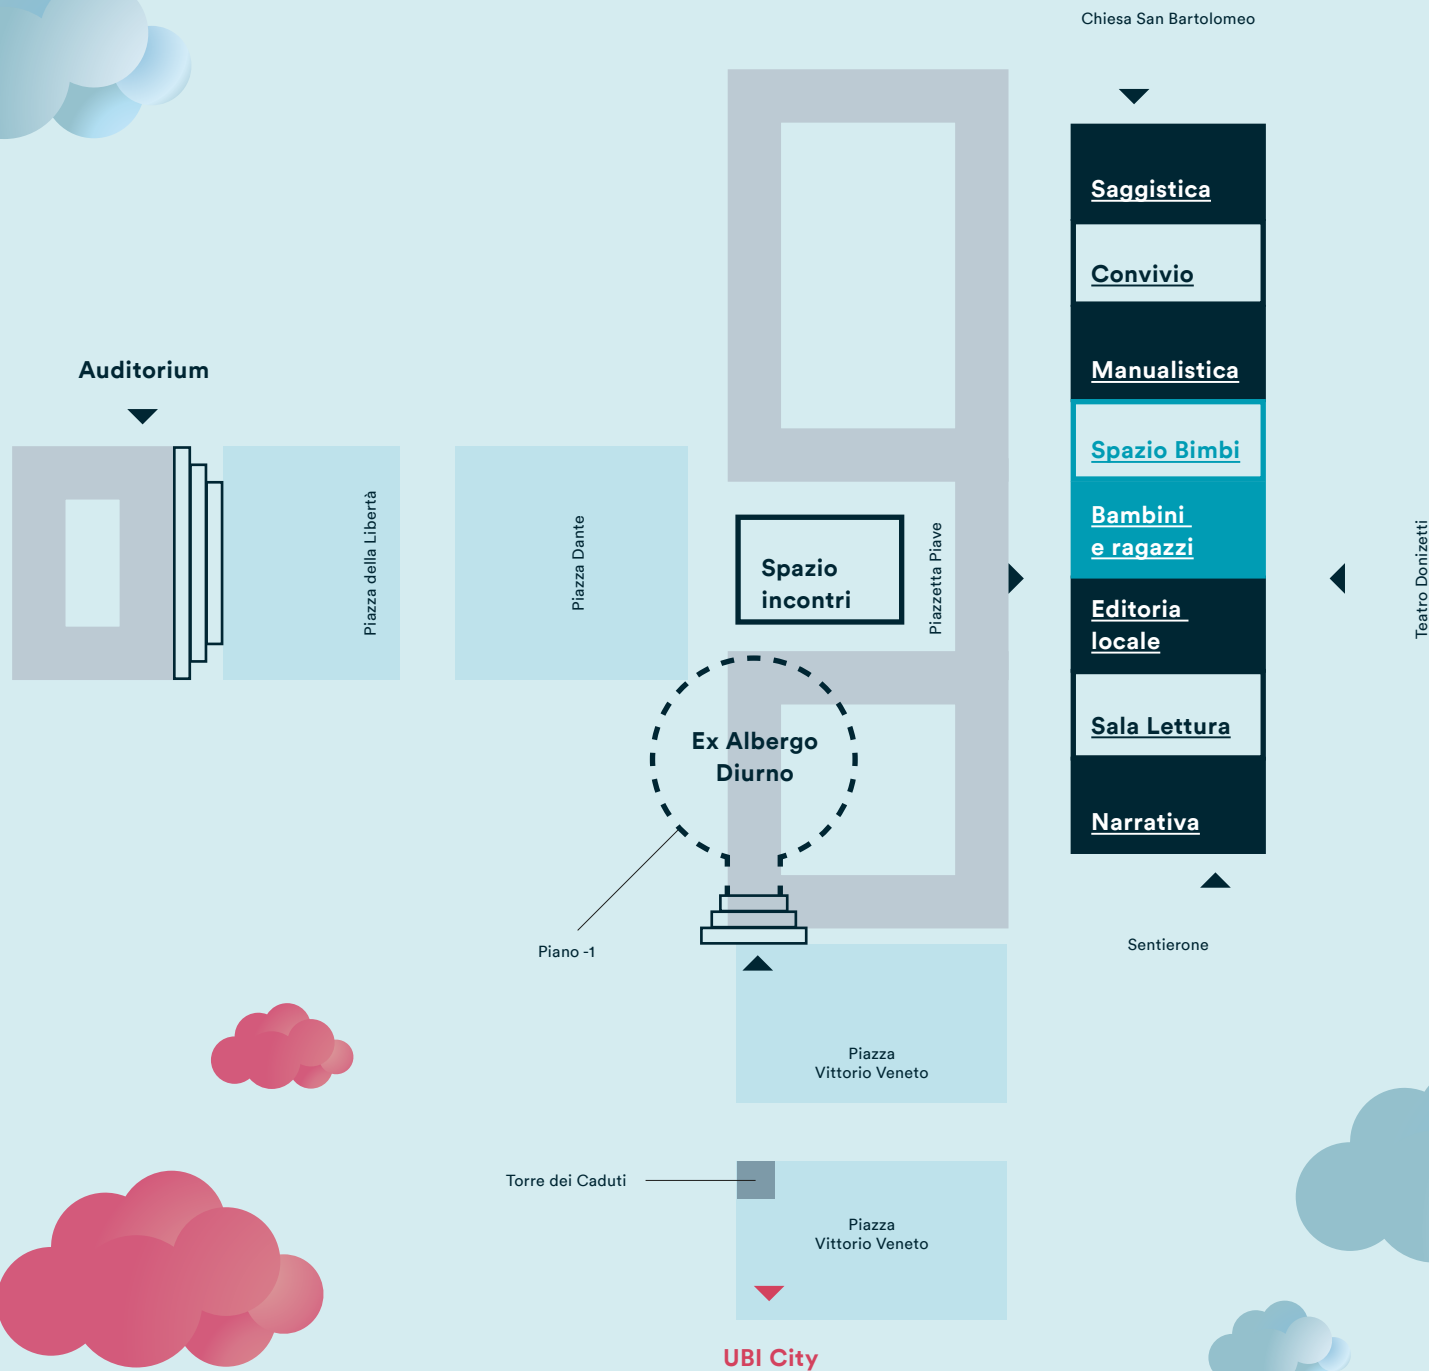 Chiesa San Bartolomeo
Saggistica
Convivio
Manualistica
Spazio Bimbi
Bambini
e ragazzi
Editoria
locale
Sala Lettura
Narrativa
Sentierone
Teatro Donizetti
Auditorium
Piazza della Libertà
Piazza Dante
Spazio
incontri
Piazzetta Piave
Ex Albergo
Diurno
Piano -1
Piazza
Vittorio Veneto
Torre dei Caduti
Piazza
Vittorio Veneto
UBI City